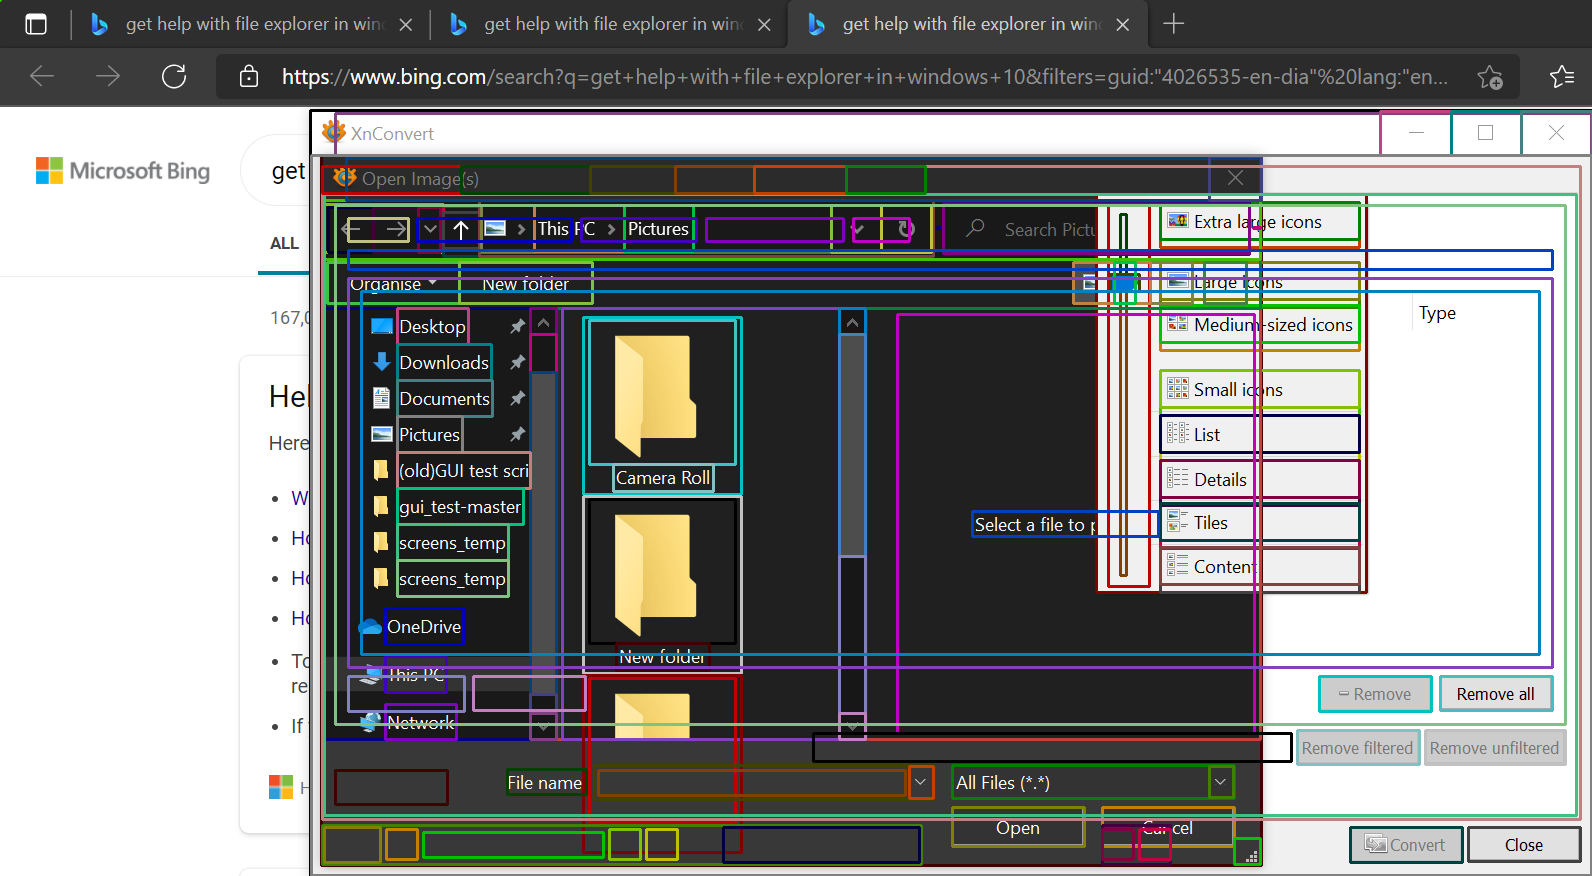 get help with file explorer in win
get help with file explorer in win
get help with file explorer in win
https://www.bing.com/search?q=get+help+with+file+explorer+in+windows+10&filters=guid:"4026535-en-dia"%20lang:"en...
Microsoft Bing
get
XnConvert
Open Image(s)
ALL
This PC
Pictures
Search Pictu
Extra large icons
Organise
New folder
Large icons
167,0
Type
Desktop
Medium-sized icons
Downloads
Documents
Small icons
Hel
Pictures
List
Here
(old)GUI test scri
Camera Roll
Details
W
gui_test-master
Select a file to p
Tiles
Ho
screens_temp
Ho
screens_temp
Content
Ho
OneDrive
To
New folder
re
This PC
Remove
Remove all
If
Network
Remove filtered
Remove unfiltered
File name
All Files (*.*)
H
Open
Cancel
Convert
Close